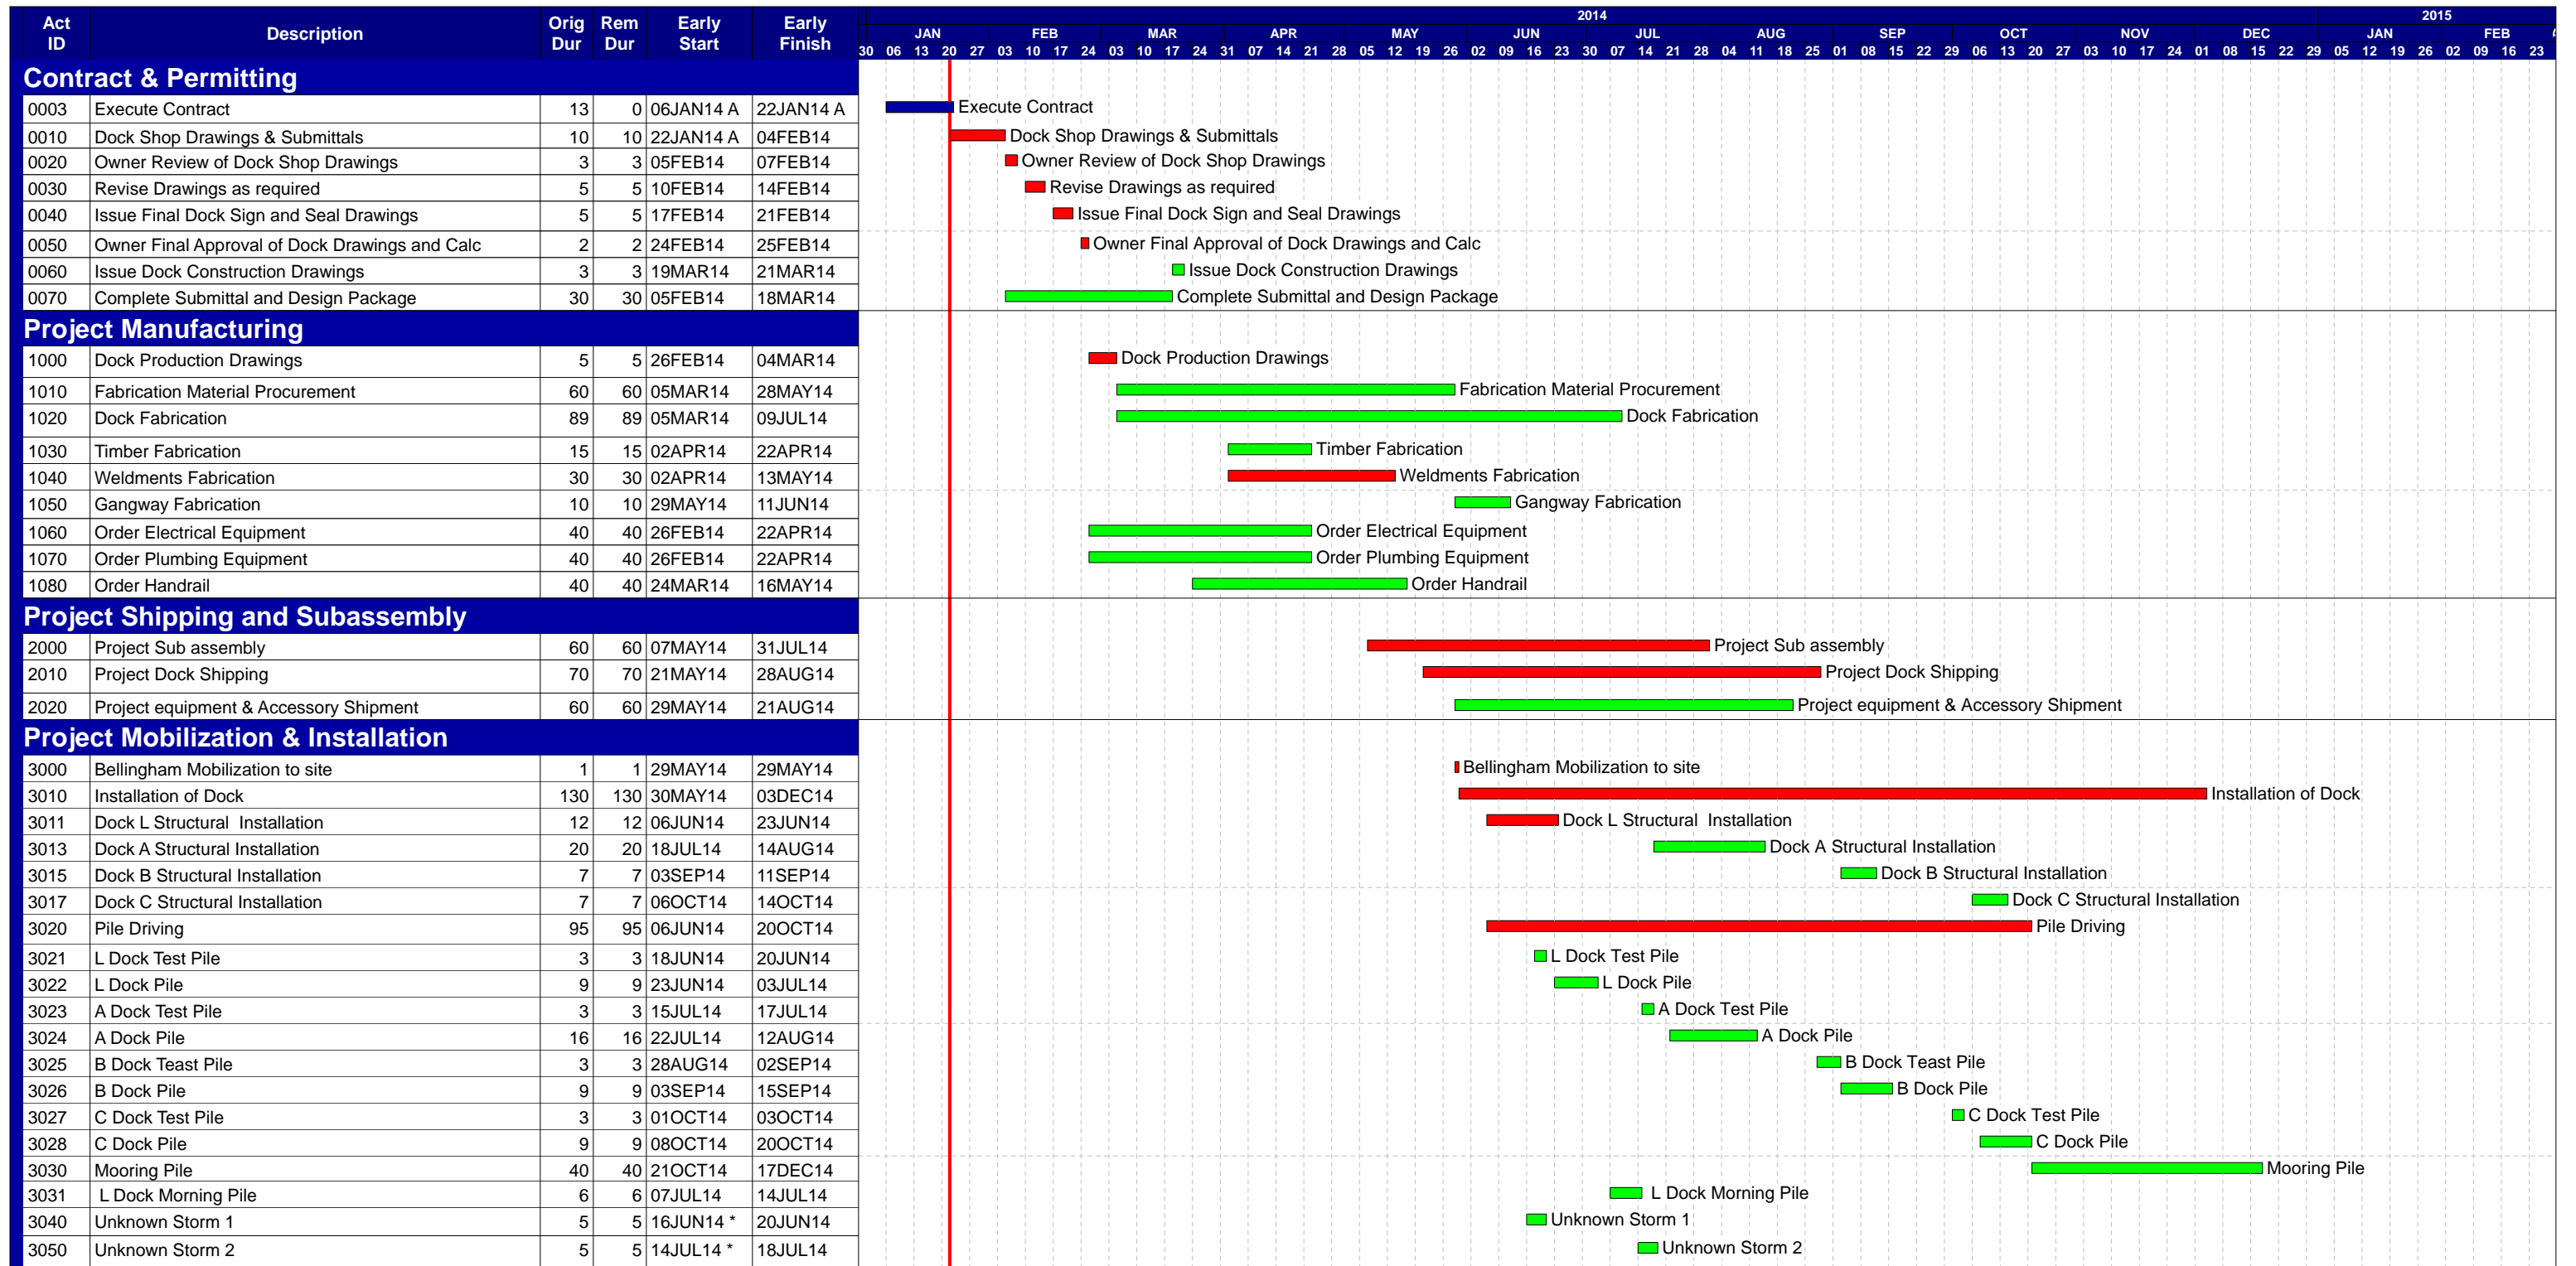 2014 2015
Act ID Description Orig Dur Rem Dur Early Start Early Finish
JAN FEB MAR APR MAY JUN JUL AUG SEP OCT NOV DEC JAN FEB
30 06 13 20 27 03 10 17 24 03 10 17 24 31 07 14 21 28 05 12 19 26 02 09 16 23 30 07 14 21 28 04 11 18 25 01 08 15 22 29 06 13 20 27 03 10 17 24 01 08 15 22 29 05 12 19 26 02 09 16 23
Contract & Permitting
0003 Execute Contract 13 0 06JAN14 A 22JAN14 A Execute Contract
0010 Dock Shop Drawings & Submittals 10 10 22JAN14 A 04FEB14 Dock Shop Drawings & Submittals
0020 Owner Review of Dock Shop Drawings 3 3 05FEB14 07FEB14 Owner Review of Dock Shop Drawings
0030 Revise Drawings as required 5 5 10FEB14 14FEB14 Revise Drawings as required
0040 Issue Final Dock Sign and Seal Drawings 5 5 17FEB14 21FEB14 Issue Final Dock Sign and Seal Drawings
0050 Owner Final Approval of Dock Drawings and Calc 2 2 24FEB14 25FEB14 Owner Final Approval of Dock Drawings and Calc
0060 Issue Dock Construction Drawings 3 3 19MAR14 21MAR14 Issue Dock Construction Drawings
0070 Complete Submittal and Design Package 30 30 05FEB14 18MAR14 Complete Submittal and Design Package
Project Manufacturing
1000 Dock Production Drawings 5 5 26FEB14 04MAR14 Dock Production Drawings
1010 Fabrication Material Procurement 60 60 05MAR14 28MAY14 Fabrication Material Procurement
1020 Dock Fabrication 89 89 05MAR14 09JUL14 Dock Fabrication
1030 Timber Fabrication 15 15 02APR14 22APR14 Timber Fabrication
1040 Weldments Fabrication 30 30 02APR14 13MAY14 Weldments Fabrication
1050 Gangway Fabrication 10 10 29MAY14 11JUN14 Gangway Fabrication
1060 Order Electrical Equipment 40 40 26FEB14 22APR14 Order Electrical Equipment
1070 Order Plumbing Equipment 40 40 26FEB14 22APR14 Order Plumbing Equipment
1080 Order Handrail 40 40 24MAR14 16MAY14 Order Handrail
Project Shipping and Subassembly
2000 Project Sub assembly 60 60 07MAY14 31JUL14 Project Sub assembly
2010 Project Dock Shipping 70 70 21MAY14 28AUG14 Project Dock Shipping
2020 Project equipment & Accessory Shipment 60 60 29MAY14 21AUG14 Project equipment & Accessory Shipment
Project Mobilization & Installation
3000 Bellingham Mobilization to site 1 1 29MAY14 29MAY14 Bellingham Mobilization to site
3010 Installation of Dock 130 130 30MAY14 03DEC14 Installation of Dock
3011 Dock L Structural Installation 12 12 06JUN14 23JUN14 Dock L Structural Installation
3013 Dock A Structural Installation 20 20 18JUL14 14AUG14 Dock A Structural Installation
3015 Dock B Structural Installation 7 7 03SEP14 11SEP14 Dock B Structural Installation
3017 Dock C Structural Installation 7 7 06OCT14 14OCT14 Dock C Structural Installation
3020 Pile Driving 95 95 06JUN14 20OCT14 Pile Driving
3021 L Dock Test Pile 3 3 18JUN14 20JUN14 L Dock Test Pile
3022 L Dock Pile 9 9 23JUN14 03JUL14 L Dock Pile
3023 A Dock Test Pile 3 3 15JUL14 17JUL14 A Dock Test Pile
3024 A Dock Pile 16 16 22JUL14 12AUG14 A Dock Pile
3025 B Dock Teast Pile 3 3 28AUG14 02SEP14 B Dock Teast Pile
3026 B Dock Pile 9 9 03SEP14 15SEP14 B Dock Pile
3027 C Dock Test Pile 3 3 01OCT14 03OCT14 C Dock Test Pile
3028 C Dock Pile 9 9 08OCT14 20OCT14 C Dock Pile
3030 Mooring Pile 40 40 21OCT14 17DEC14 Mooring Pile
3031 L Dock Morning Pile 6 6 07JUL14 14JUL14 L Dock Morning Pile
3040 Unknown Storm 1 5 5 16JUN14 * 20JUN14 Unknown Storm 1
3050 Unknown Storm 2 5 5 14JUL14 * 18JUL14 Unknown Storm 2